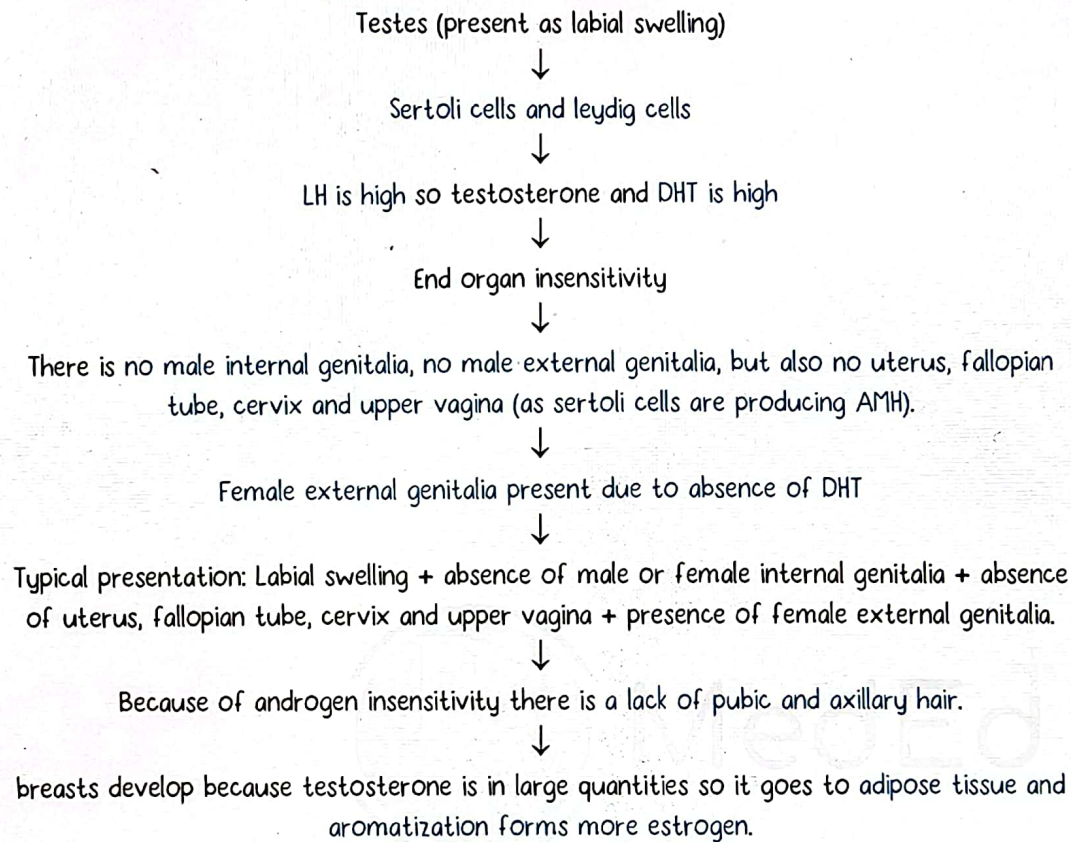 Testes (present as labial swelling)
↓
Sertoli cells and leydig cells
↓
LH is high so testosterone and DHT is high
↓
End organ insensitivity
↓
There is no male internal genitalia, no male external genitalia, but also no uterus, fallopian
tube, cervix and upper vagina (as sertoli cells are producing AMH).
↓
Female external genitalia present due to absence of DHT
↓
Typical presentation: Labial swelling + absence of male or female internal genitalia + absence
of uterus, fallopian tube, cervix and upper vagina + presence of female external genitalia.
↓
Because of androgen insensitivity there is a lack of pubic and axillary hair.
MedEd
↓
breasts develop because testosterone is in large quantities so it goes to adipose tissue and
aromatization forms more estrogen.